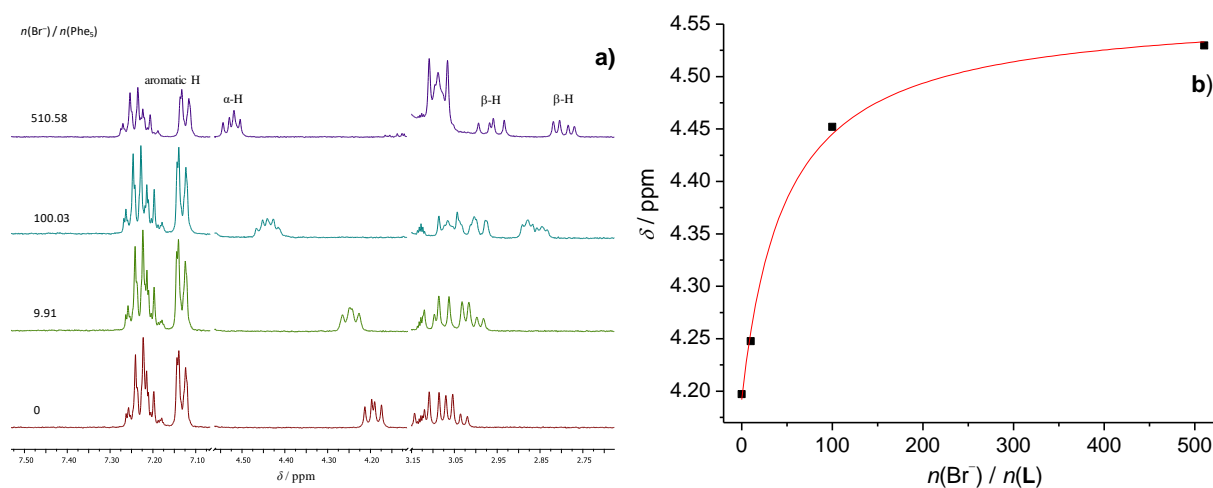 n(Br⁻) / n(Phe₅)
a)
aromatic H
α-H
β-H
β-H
510.58
100.03
9.91
0
7.50 7.40 7.30 7.20 7.10 4.50 4.40 4.30 4.20 3.15 3.05 2.95 2.85 2.75
δ / ppm
b)
4.55
4.50
4.45
4.40
4.35
4.30
4.25
4.20
δ / ppm
0 100 200 300 400 500
n(Br⁻) / n(L)